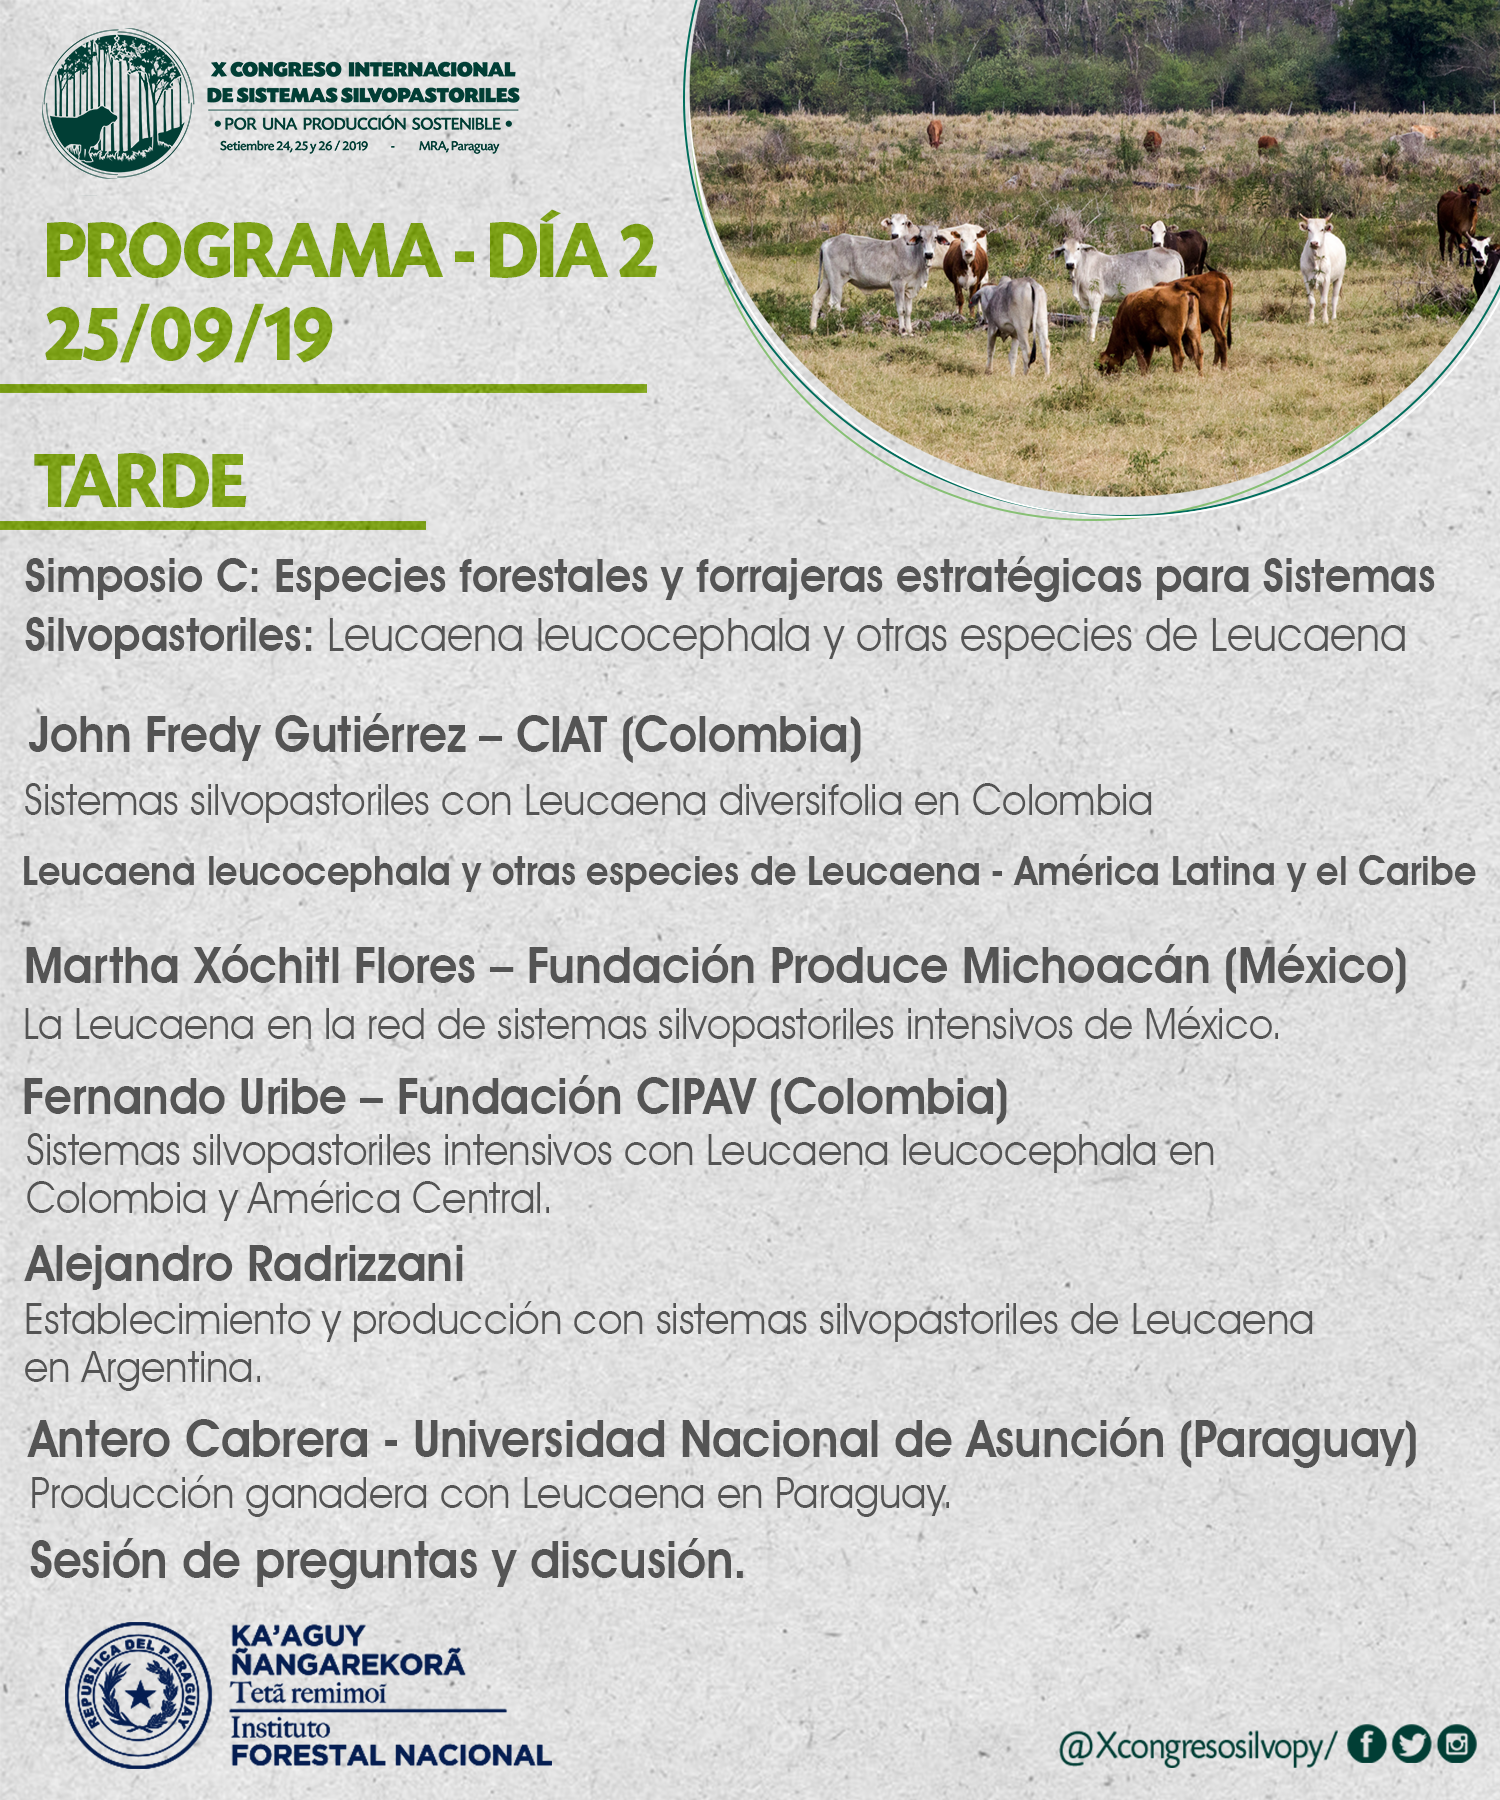 X CONGRESO INTERNACIONAL
DE SISTEMAS SILVOPASTORILES
• POR UNA PRODUCCIÓN SOSTENIBLE •
Setiembre 24, 25 y 26 / 2019 - MRA, Paraguay
PROGRAMA - DÍA 2
25/09/19
TARDE
Simposio C: Especies forestales y forrajeras estratégicas para Sistemas
Silvopastoriles: Leucaena leucocephala y otras especies de Leucaena
John Fredy Gutiérrez – CIAT (Colombia)
Sistemas silvopastoriles con Leucaena diversifolia en Colombia
Leucaena leucocephala y otras especies de Leucaena - América Latina y el Caribe
Martha Xóchitl Flores – Fundación Produce Michoacán (México)
La Leucaena en la red de sistemas silvopastoriles intensivos de México.
Fernando Uribe – Fundación CIPAV (Colombia)
Sistemas silvopastoriles intensivos con Leucaena leucocephala en
Colombia y América Central.
Alejandro Radrizzani
Establecimiento y producción con sistemas silvopastoriles de Leucaena
en Argentina.
Antero Cabrera - Universidad Nacional de Asunción (Paraguay)
Producción ganadera con Leucaena en Paraguay.
Sesión de preguntas y discusión.
REPUBLICA DEL PARAGUAY
KA'AGUY
ÑANGAREKORÃ
Tetã remimoĩ
Instituto
FORESTAL NACIONAL
@Xcongresosilvopy/